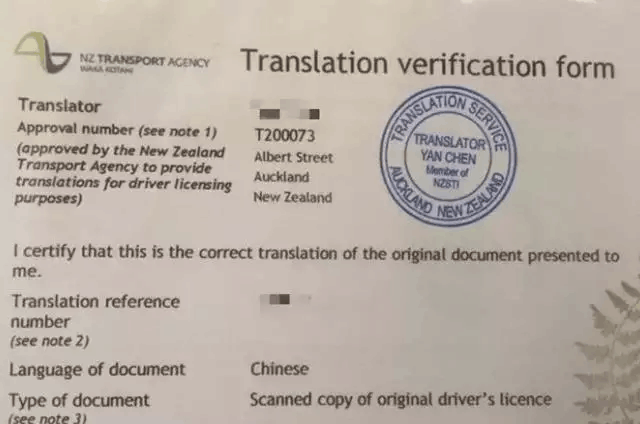 NZ TRANSPORT AGENCY
WAKA KOTAHI
Translation verification form
Translator
Approval number (see note 1)
(approved by the New Zealand
Transport Agency to provide
translations for driver licensing
purposes)
T200073
Albert Street
Auckland
New Zealand
TRANSLATION SERVICE
TRANSLATOR
YAN CHEN
Member of
NZSTI
AUCKLAND NEW ZEALAND
I certify that this is the correct translation of the original document presented to
me.
Translation reference
number
(see note 2)
Language of document
Chinese
Type of document
Scanned copy of original driver's licence
(see note 3)